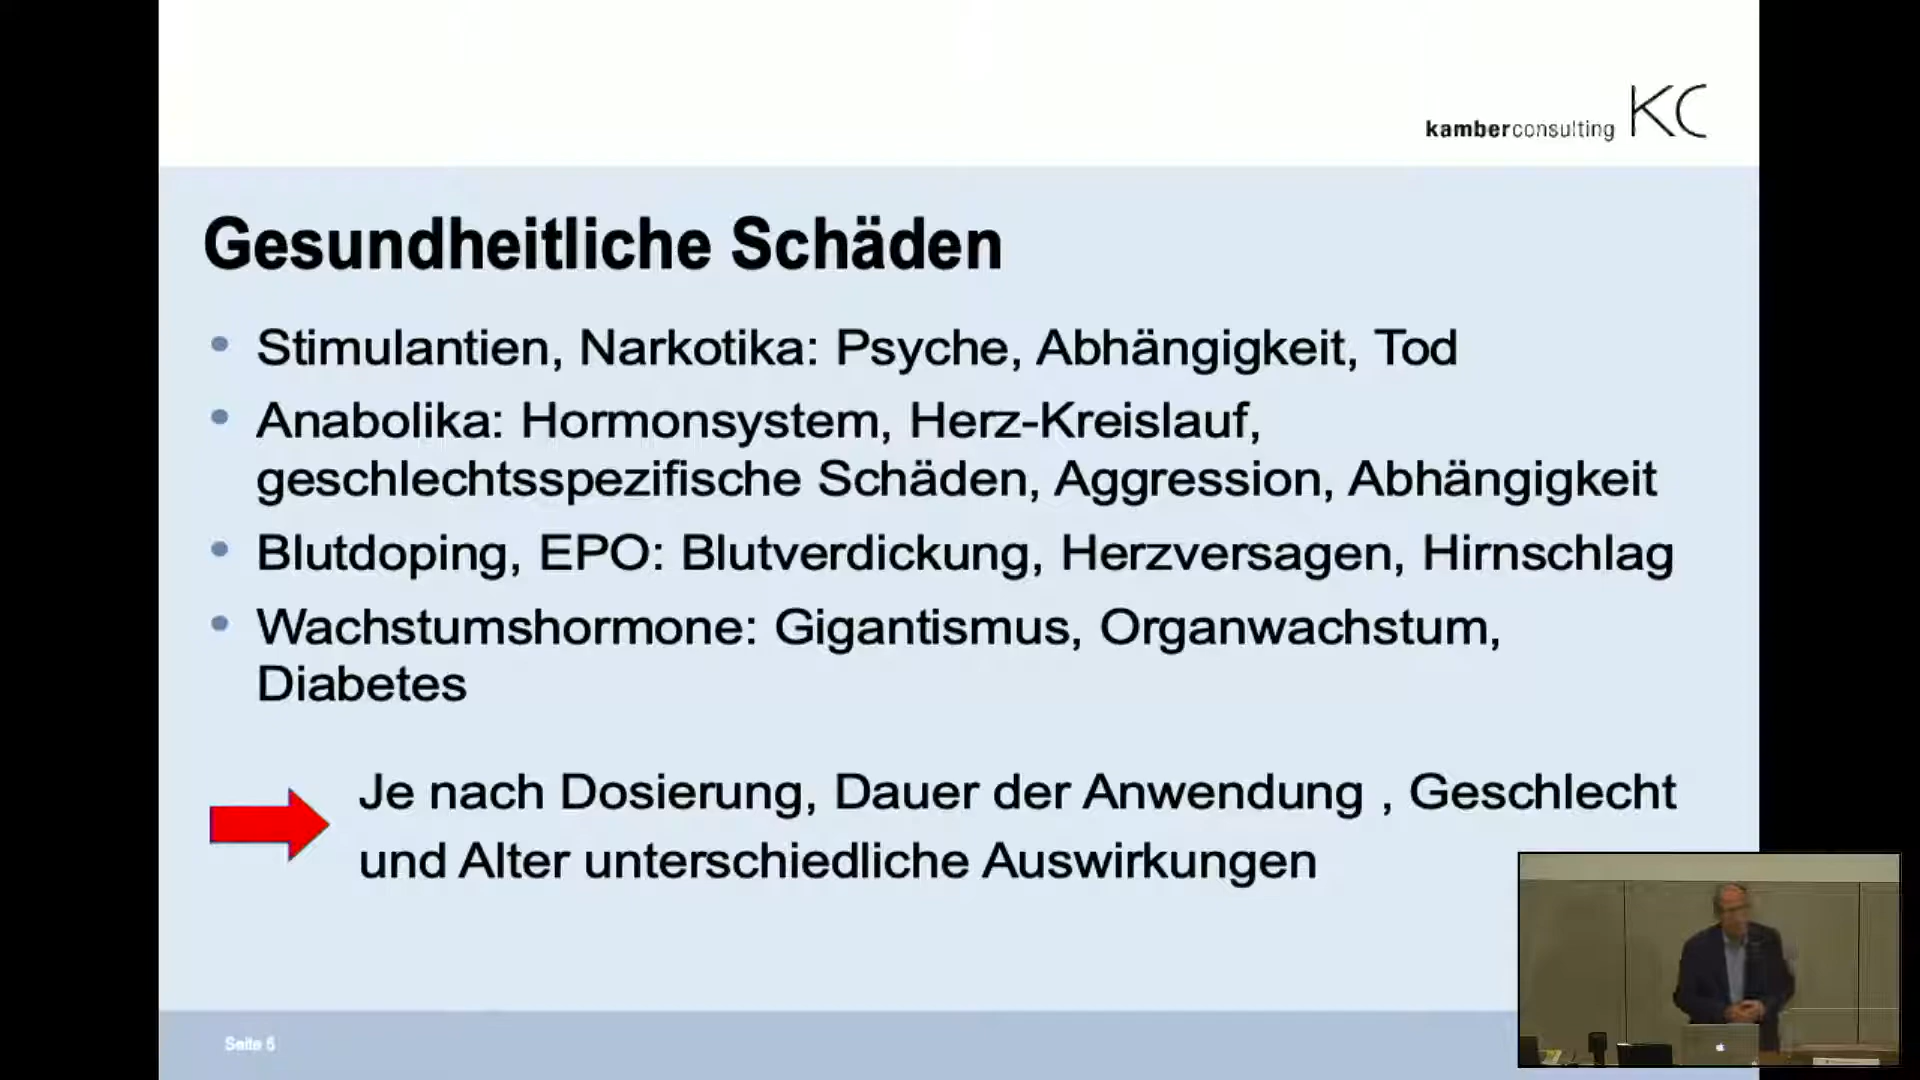 kamberconsulting KC
Gesundheitliche Schäden
• Stimulantien, Narkotika: Psyche, Abhängigkeit, Tod
• Anabolika: Hormonsystem, Herz-Kreislauf,
geschlechtsspezifische Schäden, Aggression, Abhängigkeit
• Blutdoping, EPO: Blutverdickung, Herzversagen, Hirnschlag
• Wachstumshormone: Gigantismus, Organwachstum,
Diabetes
Je nach Dosierung, Dauer der Anwendung , Geschlecht
und Alter unterschiedliche Auswirkungen
Seite 5